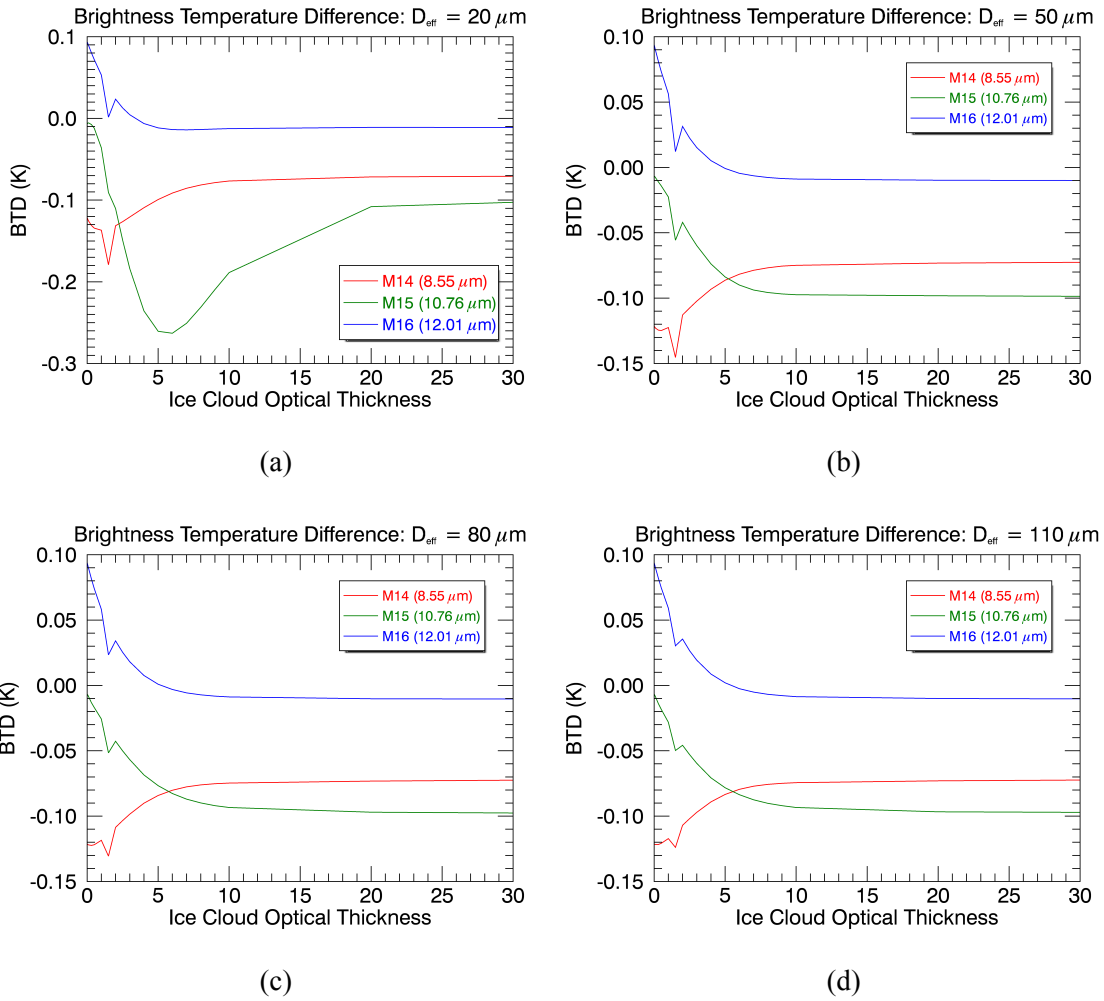 Brightness Temperature Difference: Deff = 20 μm
0.1
0.0
-0.1
-0.2
-0.3
BTD (K)
M14 (8.55 μm)
M15 (10.76 μm)
M16 (12.01 μm)
0 5 10 15 20 25 30
Ice Cloud Optical Thickness
(a)
Brightness Temperature Difference: Deff = 50 μm
0.10
0.05
0.00
-0.05
-0.10
-0.15
BTD (K)
M14 (8.55 μm)
M15 (10.76 μm)
M16 (12.01 μm)
0 5 10 15 20 25 30
Ice Cloud Optical Thickness
(b)
Brightness Temperature Difference: Deff = 80 μm
0.10
0.05
0.00
-0.05
-0.10
-0.15
BTD (K)
M14 (8.55 μm)
M15 (10.76 μm)
M16 (12.01 μm)
0 5 10 15 20 25 30
Ice Cloud Optical Thickness
(c)
Brightness Temperature Difference: Deff = 110 μm
0.10
0.05
0.00
-0.05
-0.10
-0.15
BTD (K)
M14 (8.55 μm)
M15 (10.76 μm)
M16 (12.01 μm)
0 5 10 15 20 25 30
Ice Cloud Optical Thickness
(d)